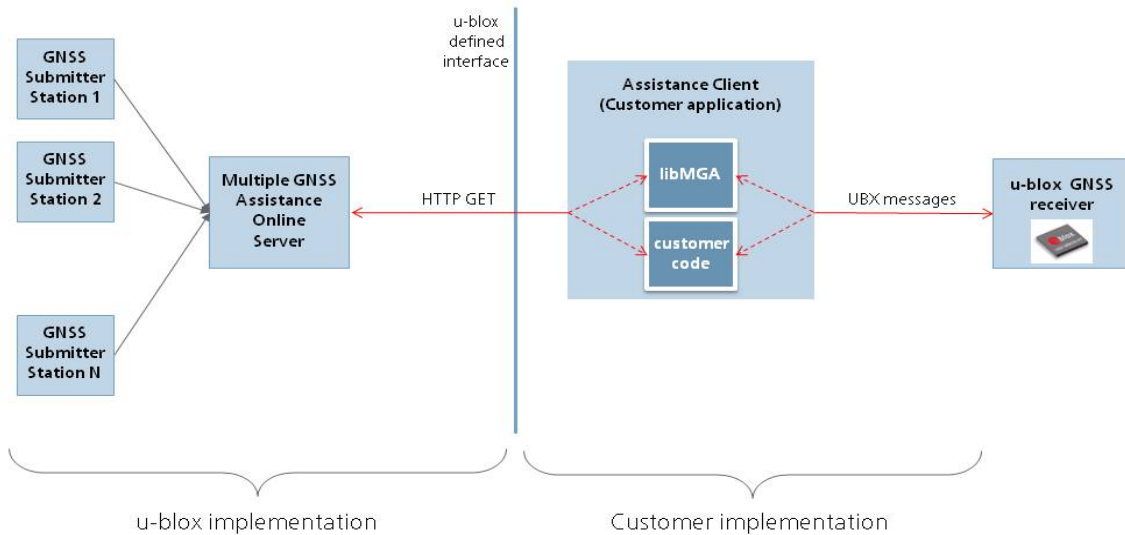 u-blox
defined
interface
GNSS
Submitter
Station 1
GNSS
Submitter
Station 2
GNSS
Submitter
Station N
Multiple GNSS
Assistance
Online
Server
HTTP GET
Assistance Client
(Customer application)
libMGA
customer
code
UBX messages
u-blox GNSS
receiver
u-blox implementation
Customer implementation